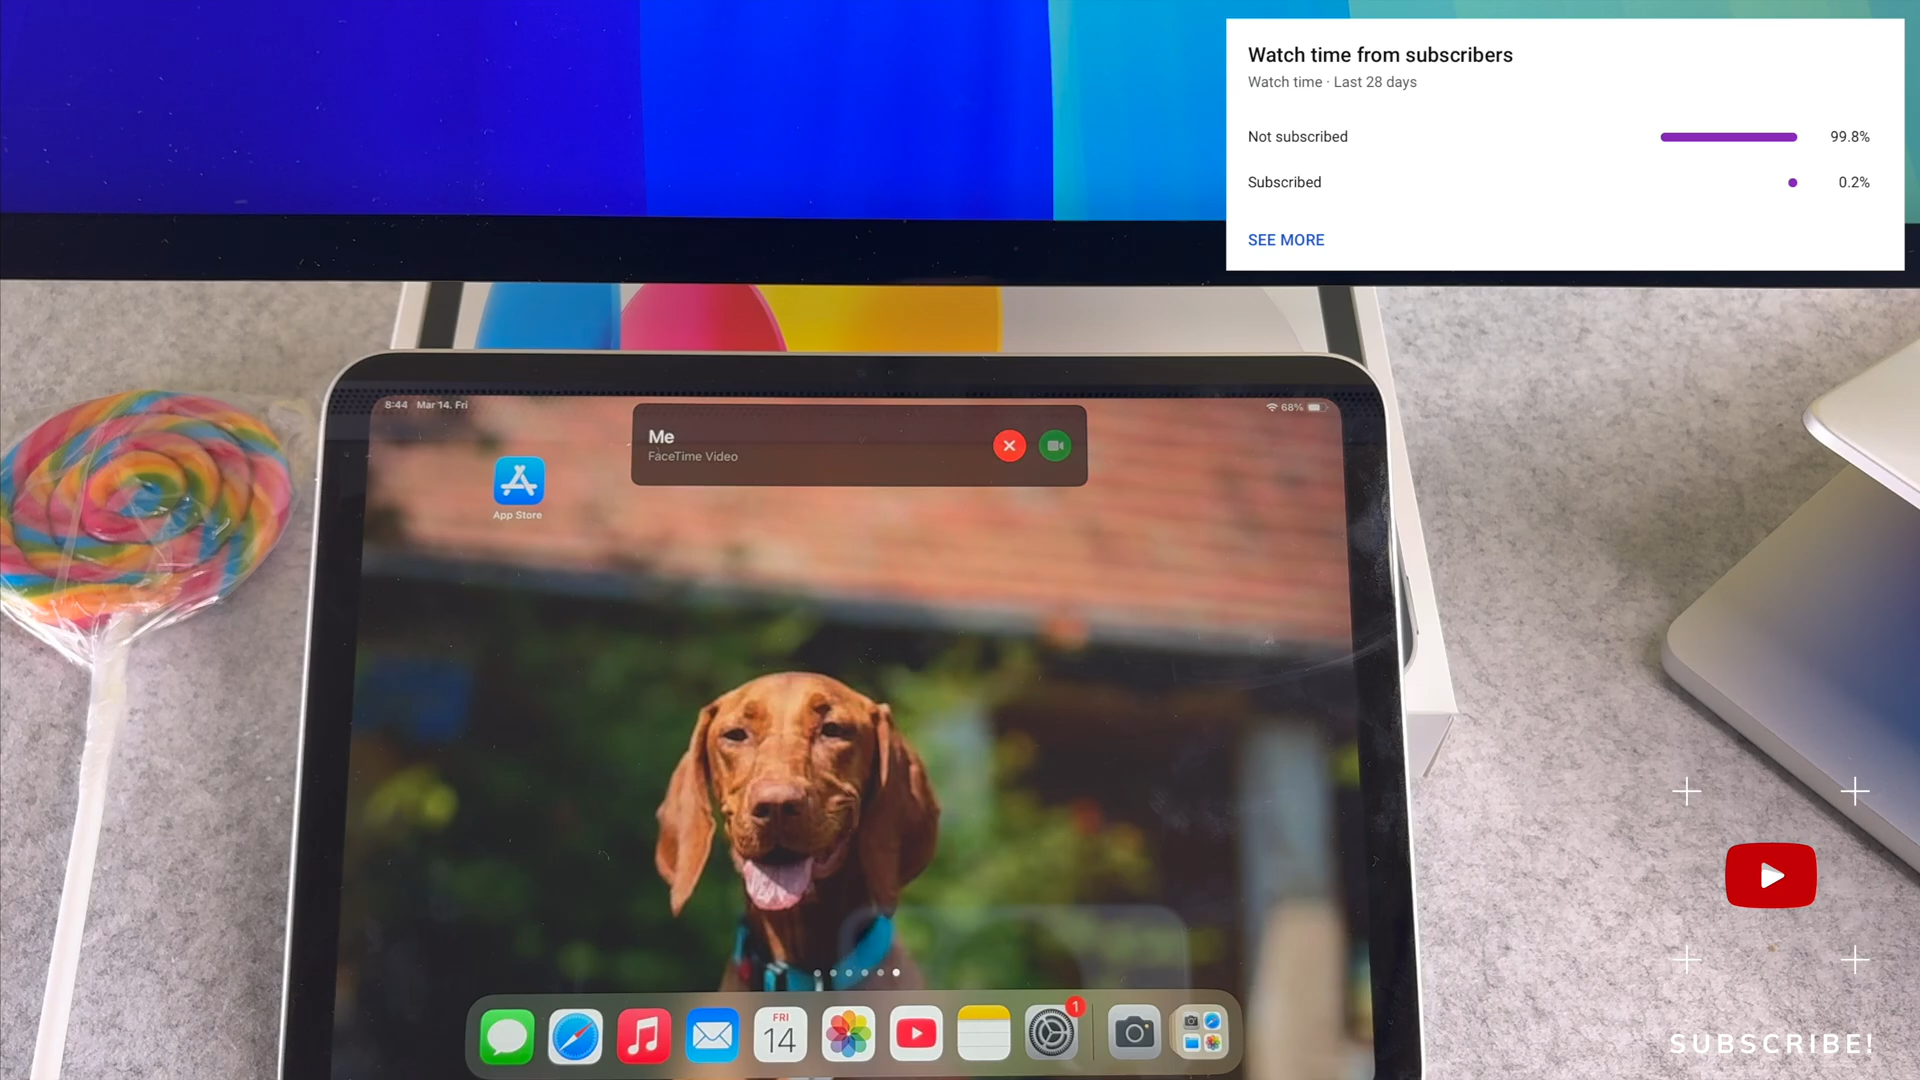 Watch time from subscribers
Watch time · Last 28 days
Not subscribed 99.8%
Subscribed 0.2%
SEE MORE
8:44 Mar 14. Fri
68%
Me
FaceTime Video
App Store
1
FRI
14
SUBSCRIBE!